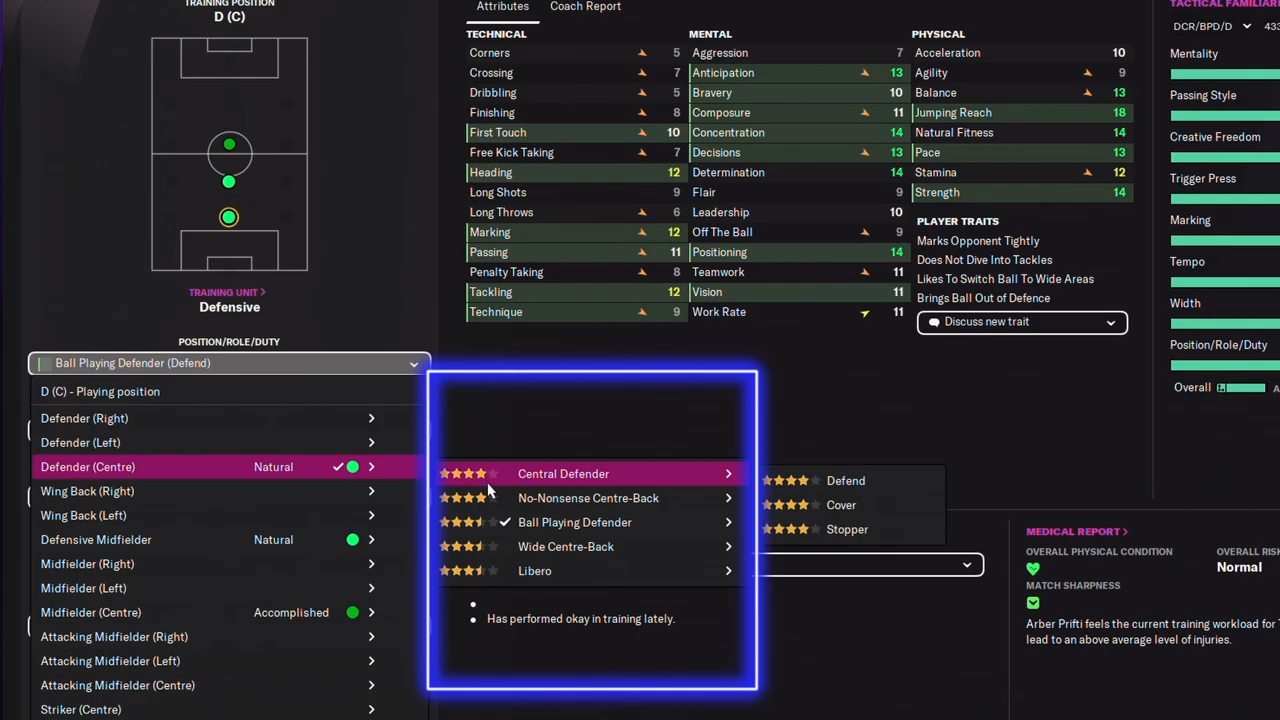 TRAINING POSITION
D (C)
TRAINING UNIT >
Defensive
POSITION/ROLE/DUTY
Ball Playing Defender (Defend)
D (C) - Playing position
Defender (Right)
Defender (Left)
Defender (Centre) Natural
Wing Back (Right)
Wing Back (Left)
Defensive Midfielder Natural
Midfielder (Right)
Midfielder (Left)
Midfielder (Centre) Accomplished
Attacking Midfielder (Right)
Attacking Midfielder (Left)
Attacking Midfielder (Centre)
Striker (Centre)
Central Defender
No-Nonsense Centre-Back
Ball Playing Defender
Wide Centre-Back
Libero
Has performed okay in training lately.
Defend
Cover
Stopper
Attributes Coach Report
TECHNICAL
Corners 5
Crossing 7
Dribbling 5
Finishing 8
First Touch 10
Free Kick Taking 7
Heading 12
Long Shots 9
Long Throws 6
Marking 12
Passing 11
Penalty Taking 8
Tackling 12
Technique 9
MENTAL
Aggression 7
Anticipation 13
Bravery 10
Composure 11
Concentration 14
Decisions 13
Determination 14
Flair 9
Leadership 10
Off The Ball 9
Positioning 14
Teamwork 11
Vision 11
Work Rate 11
PHYSICAL
Acceleration 10
Agility 9
Balance 13
Jumping Reach 18
Natural Fitness 14
Pace 13
Stamina 12
Strength 14
PLAYER TRAITS
Marks Opponent Tightly
Does Not Dive Into Tackles
Likes To Switch Ball To Wide Areas
Brings Ball Out of Defence
Discuss new trait
TACTICAL FAMILIAR
DCR/BPD/D 433
Mentality
Passing Style
Creative Freedom
Trigger Press
Marking
Tempo
Width
Position/Role/Duty
Overall
MEDICAL REPORT >
OVERALL PHYSICAL CONDITION
MATCH SHARPNESS
OVERALL RIS
Normal
Arber Prifti feels the current training workload for
lead to an above average level of injuries.